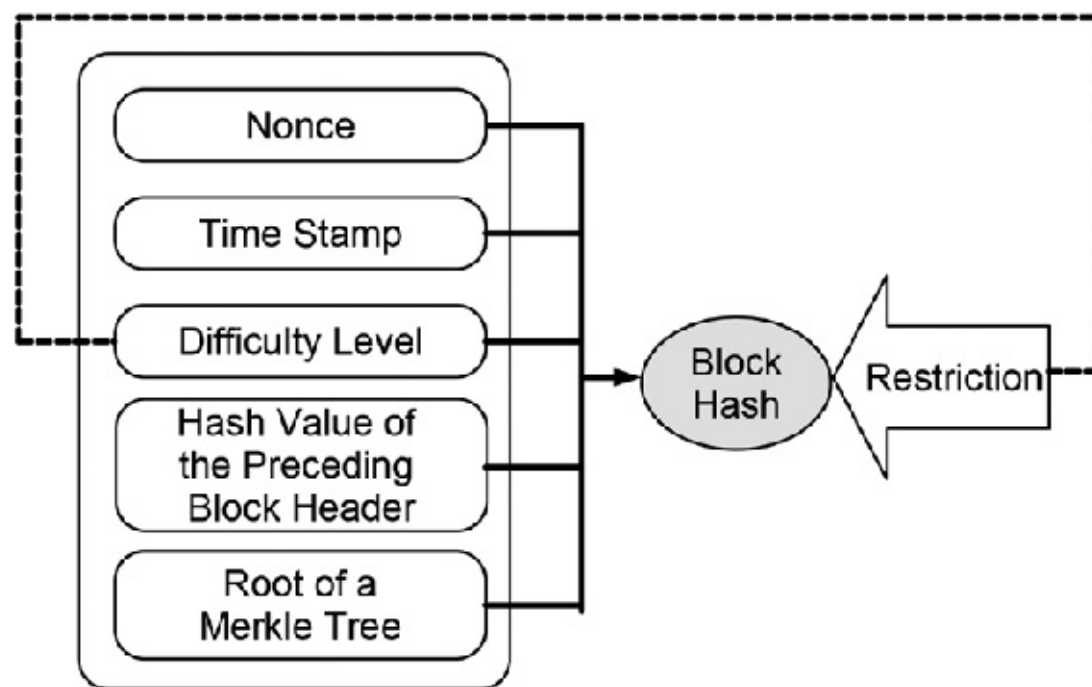 Nonce
Time Stamp
Difficulty Level
Hash Value of
the Preceding
Block Header
Root of a
Merkle Tree
Block
Hash
Restriction